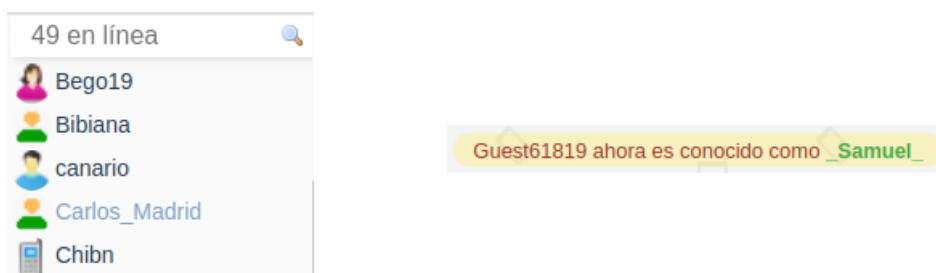 49 en línea
Bego19
Bibiana
canario
Carlos_Madrid
Chibn
Guest61819 ahora es conocido como _Samuel_